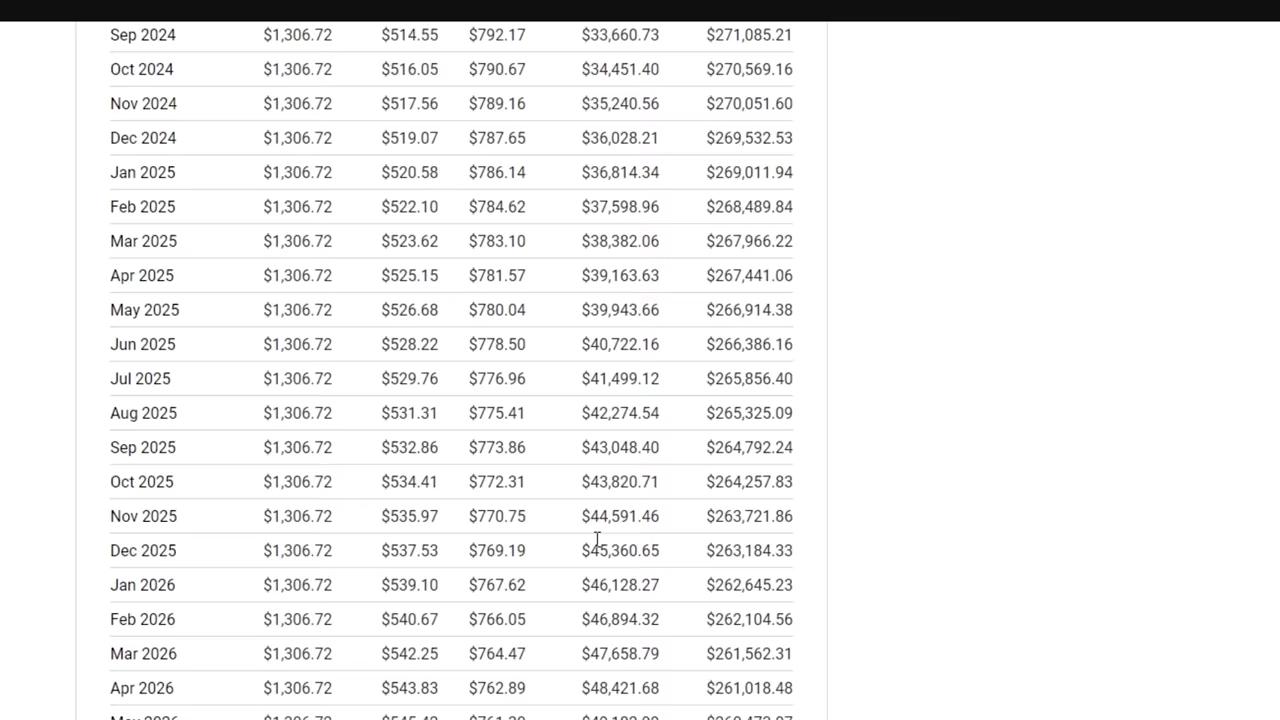 Sep 2024 $1,306.72 $514.55 $792.17 $33,660.73 $271,085.21
Oct 2024 $1,306.72 $516.05 $790.67 $34,451.40 $270,569.16
Nov 2024 $1,306.72 $517.56 $789.16 $35,240.56 $270,051.60
Dec 2024 $1,306.72 $519.07 $787.65 $36,028.21 $269,532.53
Jan 2025 $1,306.72 $520.58 $786.14 $36,814.34 $269,011.94
Feb 2025 $1,306.72 $522.10 $784.62 $37,598.96 $268,489.84
Mar 2025 $1,306.72 $523.62 $783.10 $38,382.06 $267,966.22
Apr 2025 $1,306.72 $525.15 $781.57 $39,163.63 $267,441.06
May 2025 $1,306.72 $526.68 $780.04 $39,943.66 $266,914.38
Jun 2025 $1,306.72 $528.22 $778.50 $40,722.16 $266,386.16
Jul 2025 $1,306.72 $529.76 $776.96 $41,499.12 $265,856.40
Aug 2025 $1,306.72 $531.31 $775.41 $42,274.54 $265,325.09
Sep 2025 $1,306.72 $532.86 $773.86 $43,048.40 $264,792.24
Oct 2025 $1,306.72 $534.41 $772.31 $43,820.71 $264,257.83
Nov 2025 $1,306.72 $535.97 $770.75 $44,591.46 $263,721.86
Dec 2025 $1,306.72 $537.53 $769.19 $45,360.65 $263,184.33
Jan 2026 $1,306.72 $539.10 $767.62 $46,128.27 $262,645.23
Feb 2026 $1,306.72 $540.67 $766.05 $46,894.32 $262,104.56
Mar 2026 $1,306.72 $542.25 $764.47 $47,658.79 $261,562.31
Apr 2026 $1,306.72 $543.83 $762.89 $48,421.68 $261,018.48
May 2026 $1,306.72